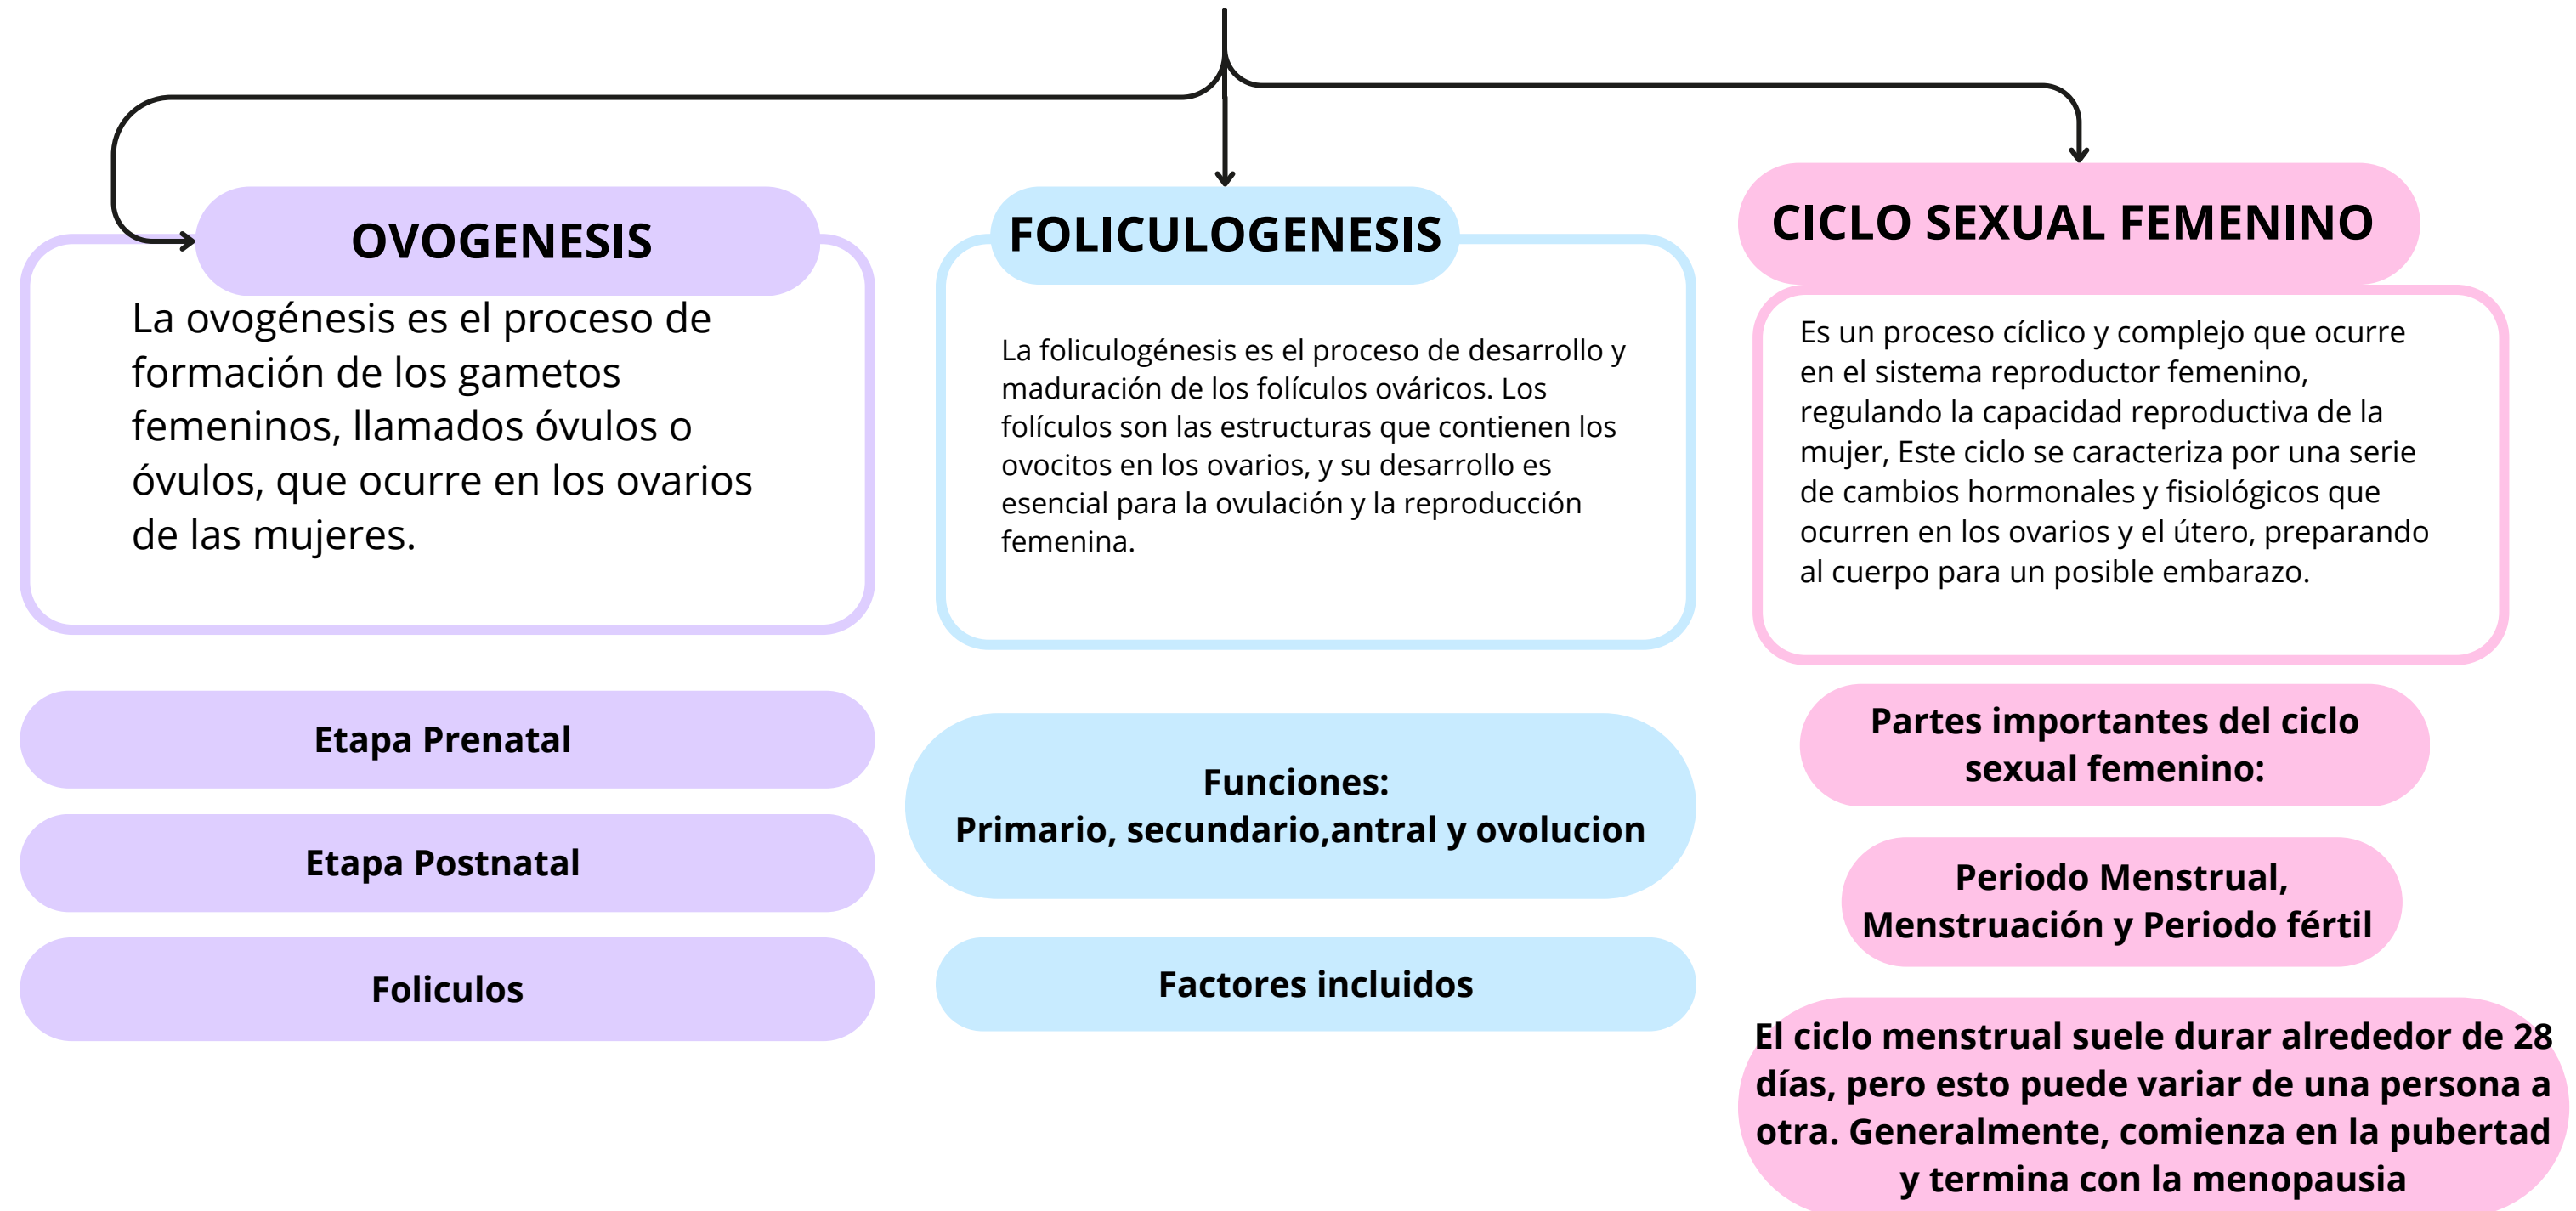 OVOGENESIS
La ovogénesis es el proceso de
formación de los gametos
femeninos, llamados óvulos o
óvulos, que ocurre en los ovarios
de las mujeres.
Etapa Prenatal
Etapa Postnatal
Foliculos
FOLICULOGENESIS
La foliculogénesis es el proceso de desarrollo y
maduración de los folículos ováricos. Los
folículos son las estructuras que contienen los
ovocitos en los ovarios, y su desarrollo es
esencial para la ovulación y la reproducción
femenina.
Funciones:
Primario, secundario,antral y ovolucion
Factores incluidos
CICLO SEXUAL FEMENINO
Es un proceso cíclico y complejo que ocurre
en el sistema reproductor femenino,
regulando la capacidad reproductiva de la
mujer, Este ciclo se caracteriza por una serie
de cambios hormonales y fisiológicos que
ocurren en los ovarios y el útero, preparando
al cuerpo para un posible embarazo.
Partes importantes del ciclo
sexual femenino:
Periodo Menstrual,
Menstruación y Periodo fértil
El ciclo menstrual suele durar alrededor de 28
días, pero esto puede variar de una persona a
otra. Generalmente, comienza en la pubertad
y termina con la menopausia